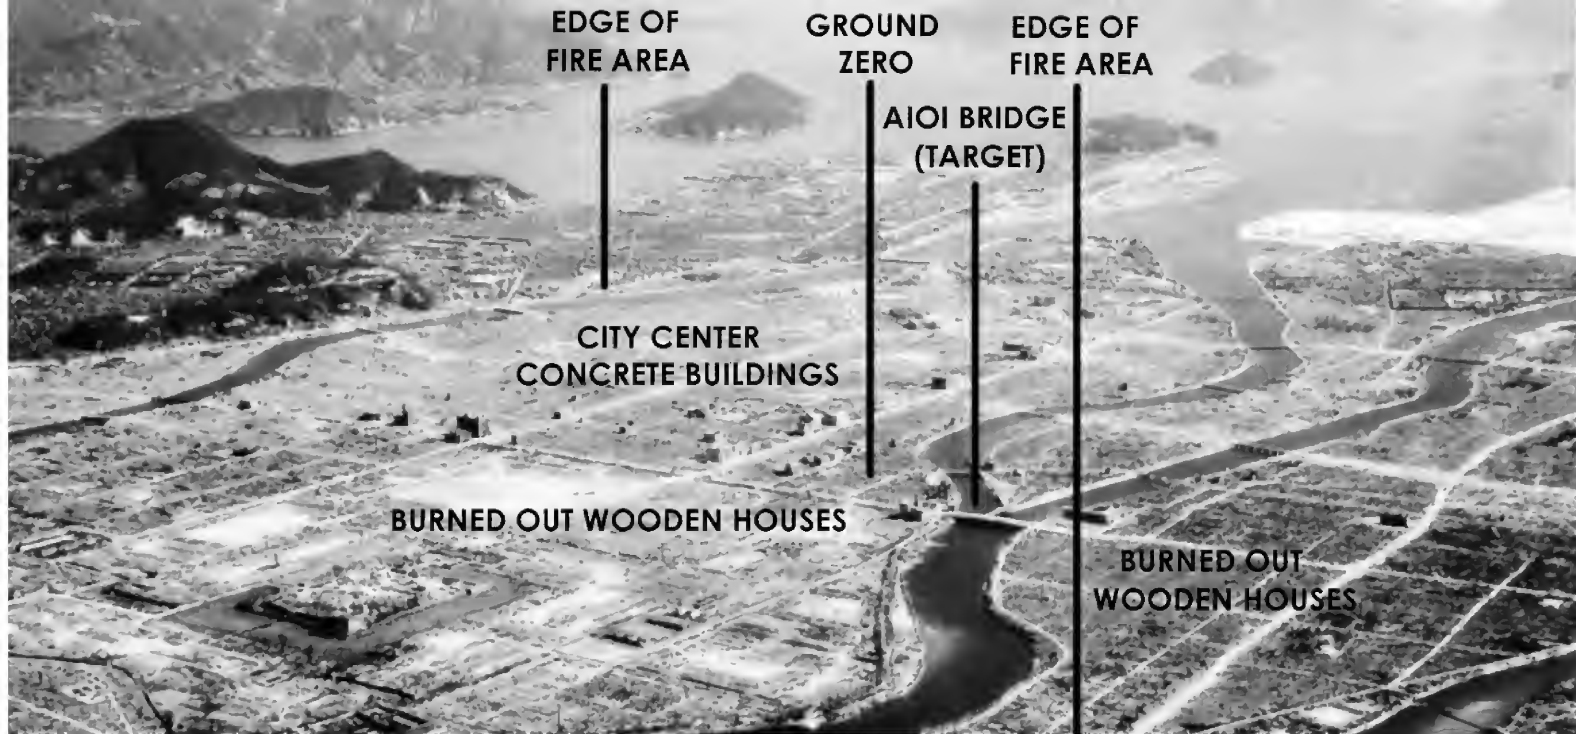 EDGE OF
FIRE AREA
GROUND
ZERO
EDGE OF
FIRE AREA
AIOI BRIDGE
(TARGET)
CITY CENTER
CONCRETE BUILDINGS
BURNED OUT WOODEN HOUSES
BURNED OUT
WOODEN HOUSES